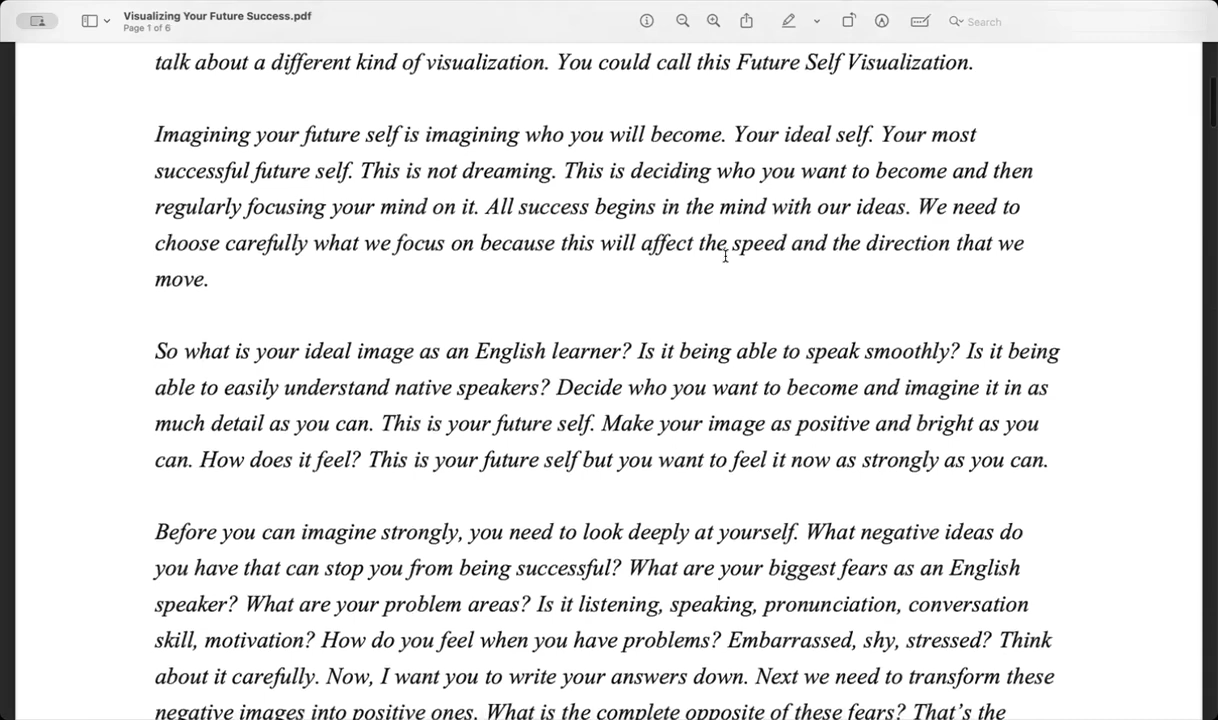 Visualizing Your Future Success.pdf
Page 1 of 6
Search
talk about a different kind of visualization. You could call this Future Self Visualization.
Imagining your future self is imagining who you will become. Your ideal self. Your most
successful future self. This is not dreaming. This is deciding who you want to become and then
regularly focusing your mind on it. All success begins in the mind with our ideas. We need to
choose carefully what we focus on because this will affect the speed and the direction that we
move.
So what is your ideal image as an English learner? Is it being able to speak smoothly? Is it being
able to easily understand native speakers? Decide who you want to become and imagine it in as
much detail as you can. This is your future self. Make your image as positive and bright as you
can. How does it feel? This is your future self but you want to feel it now as strongly as you can.
Before you can imagine strongly, you need to look deeply at yourself. What negative ideas do
you have that can stop you from being successful? What are your biggest fears as an English
speaker? What are your problem areas? Is it listening, speaking, pronunciation, conversation
skill, motivation? How do you feel when you have problems? Embarrassed, shy, stressed? Think
about it carefully. Now, I want you to write your answers down. Next we need to transform these
negative images into positive ones. What is the complete opposite of these fears? That's the